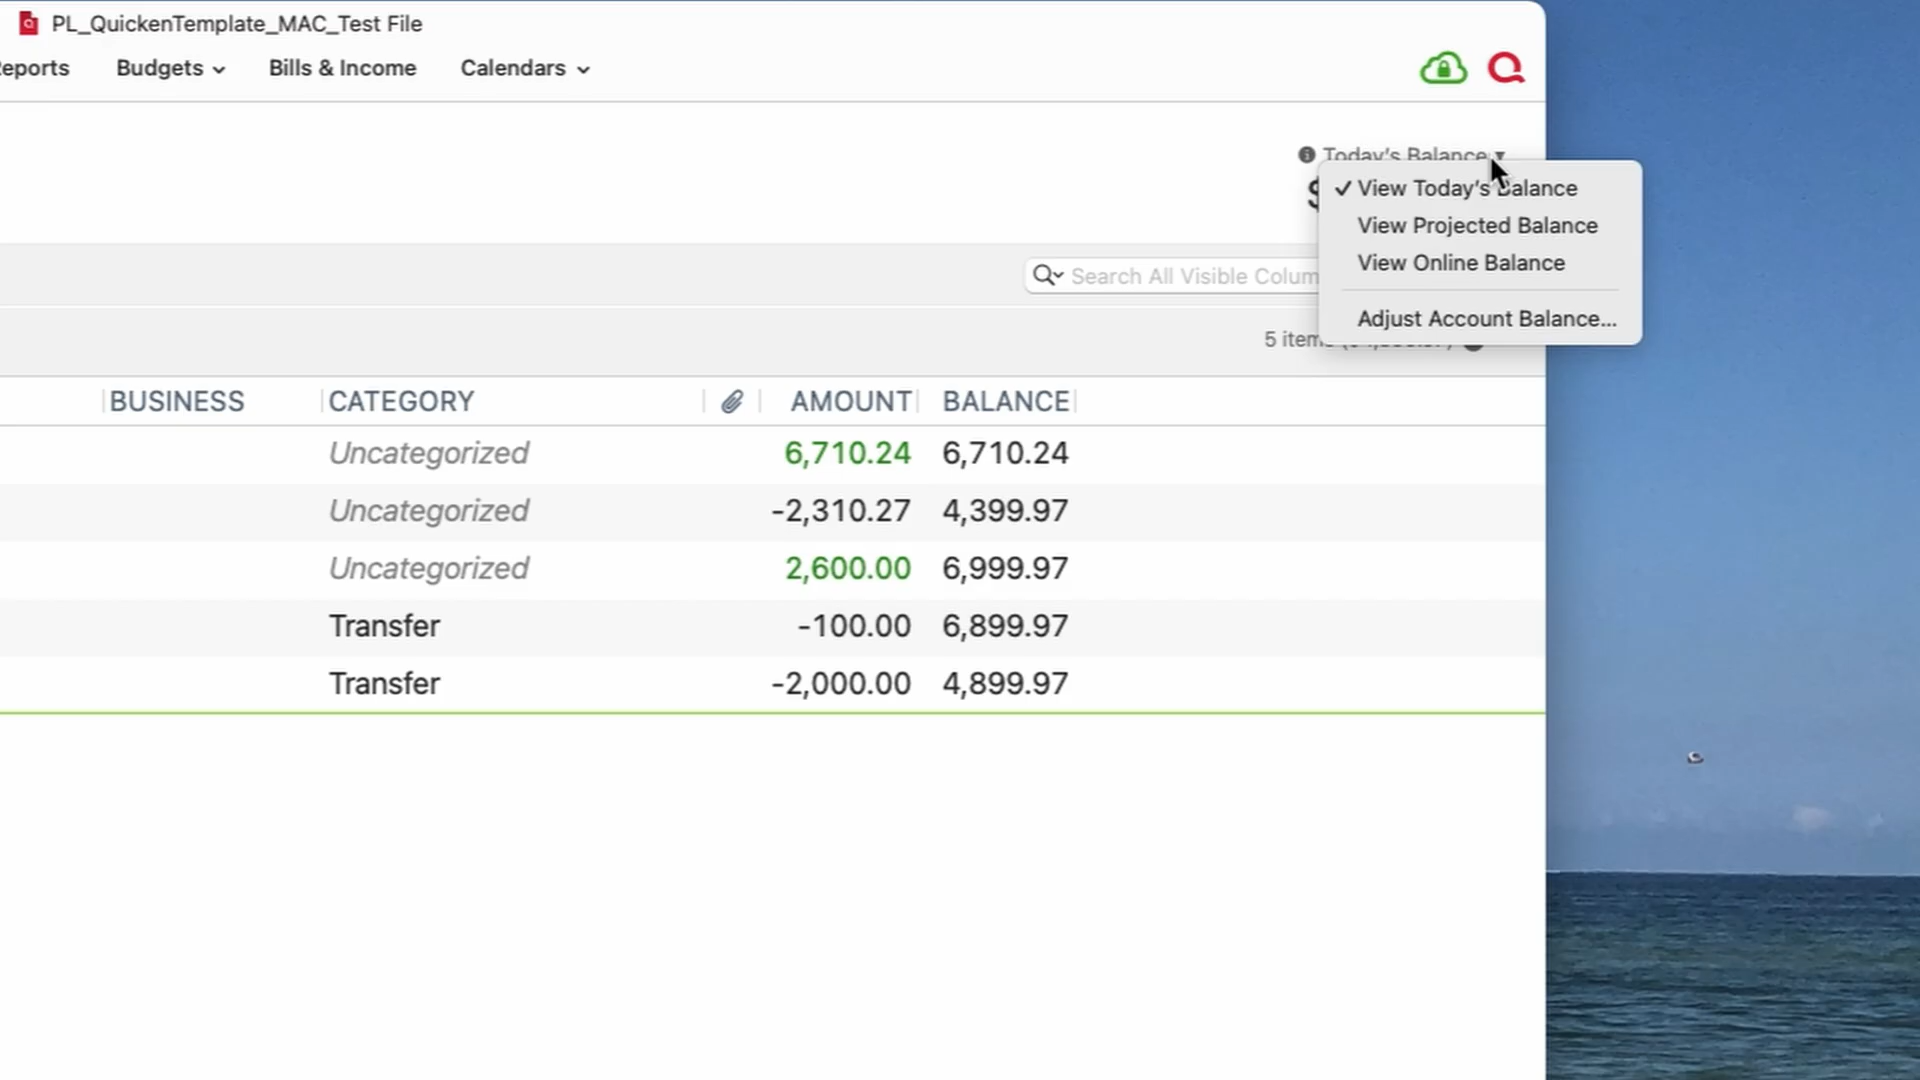 PL_QuickenTemplate_MAC_Test File
eports Budgets Bills & Income Calendars
Today's Balance
$
✓ View Today's Balance
View Projected Balance
View Online Balance
Adjust Account Balance...
Search All Visible Colum
5 item
BUSINESS CATEGORY AMOUNT BALANCE
Uncategorized 6,710.24 6,710.24
Uncategorized -2,310.27 4,399.97
Uncategorized 2,600.00 6,999.97
Transfer -100.00 6,899.97
Transfer -2,000.00 4,899.97